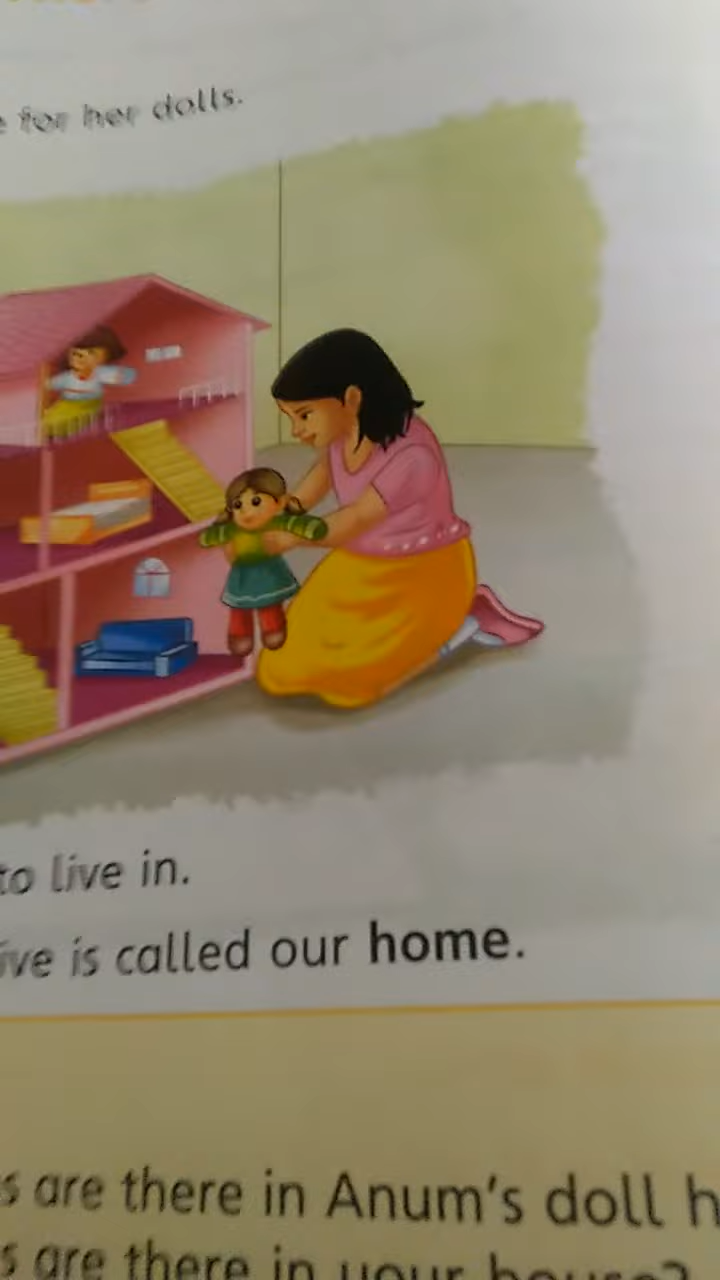 for her dolls.
to live in.
is called our home.
are there in Anum's doll
are there in your house?